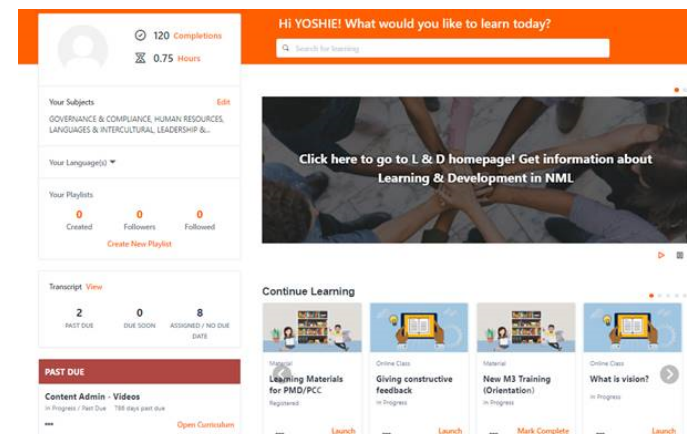 Hi YOSHIE! What would you like to learn today?
Search for learning
120 Completions
0.75 Hours
Your Subjects Edit
GOVERNANCE & COMPLIANCE, HUMAN RESOURCES,
LANGUAGES & INTERCULTURAL, LEADERSHIP &...
Your Language(s)
Your Playlists
0 0 0
Created Followers Followed
Create New Playlist
Click here to go to L & D homepage! Get information about
Learning & Development in NML
Transcript View
2 0 8
PAST DUE DUE SOON ASSIGNED / NO DUE
DATE
PAST DUE
Content Admin - Videos
In Progress / Past Due 788 days past due
Open Curriculum
Continue Learning
Material
Learning Materials
for PMD/PCC
Registered
Launch
Online Class
Giving constructive
feedback
In Progress
Launch
Material
New M3 Training
(Orientation)
In Progress
Mark Complete
Online Class
What is vision?
In Progress
Launch